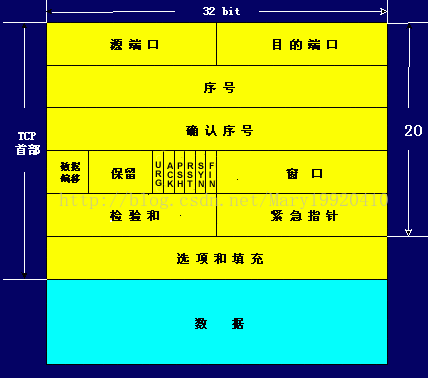 32 bit
源端口 目的端口
序号
TCP
首部
确认序号
20
数据
偏移
保留
URG
ACK
PSH
RST
SYN
FIN
窗口
http://blog.csdn.net/Mary19920410
检验和 紧急指针
选项和填充
数据